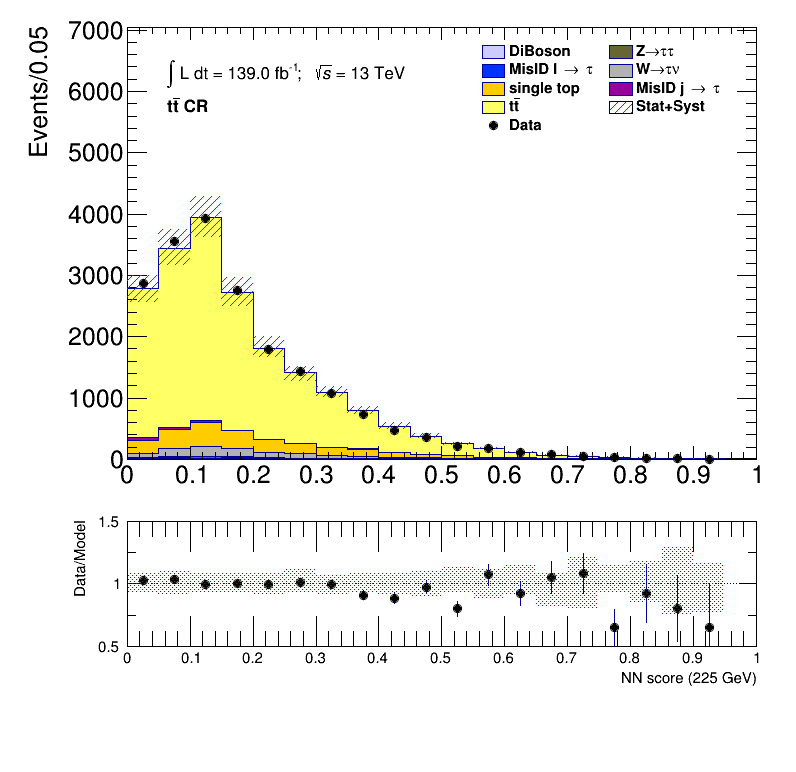 7000
6000
5000
4000
3000
2000
1000
0
Events/0.05
∫ L dt = 139.0 fb⁻¹; √s = 13 TeV
tt̄ CR
DiBoson
MisID l → τ
single top
tt̄
Data
Z→ττ
W→τν
MisID j → τ
Stat+Syst
0 0.1 0.2 0.3 0.4 0.5 0.6 0.7 0.8 0.9 1
Data/Model
1.5
1
0.5
0 0.1 0.2 0.3 0.4 0.5 0.6 0.7 0.8 0.9 1
NN score (225 GeV)